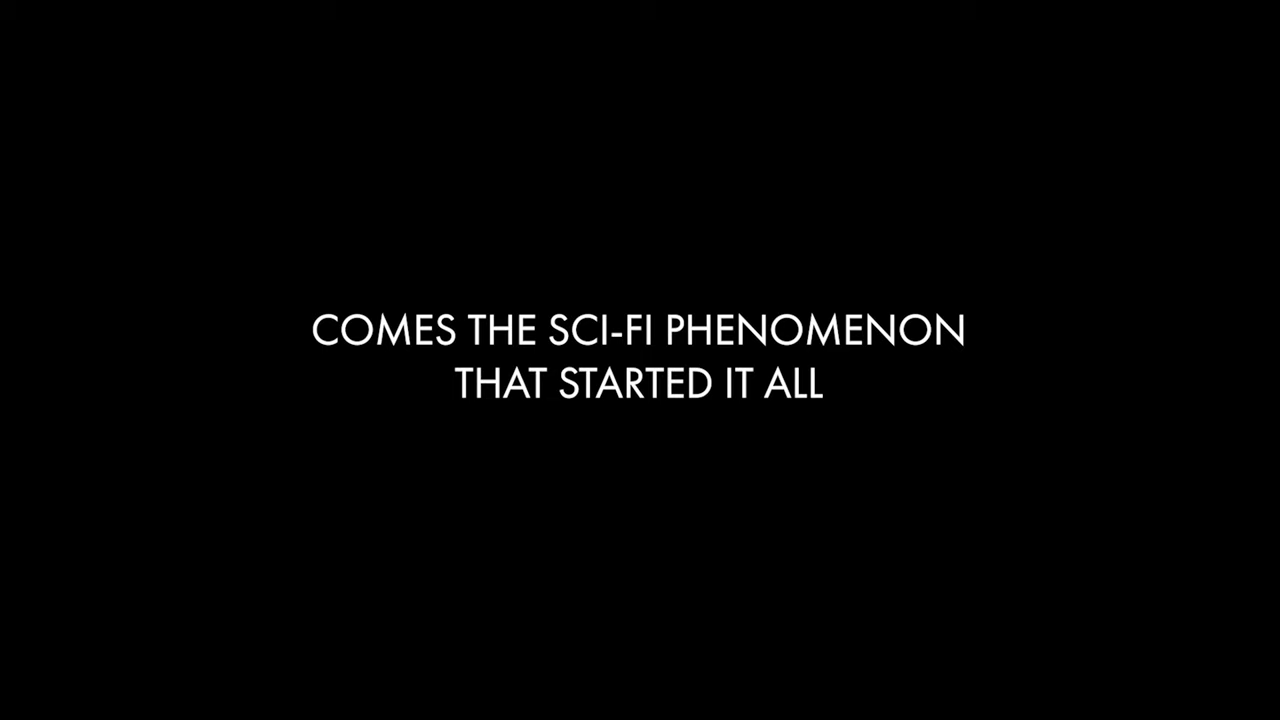 COMES THE SCI-FI PHENOMENON
THAT STARTED IT ALL